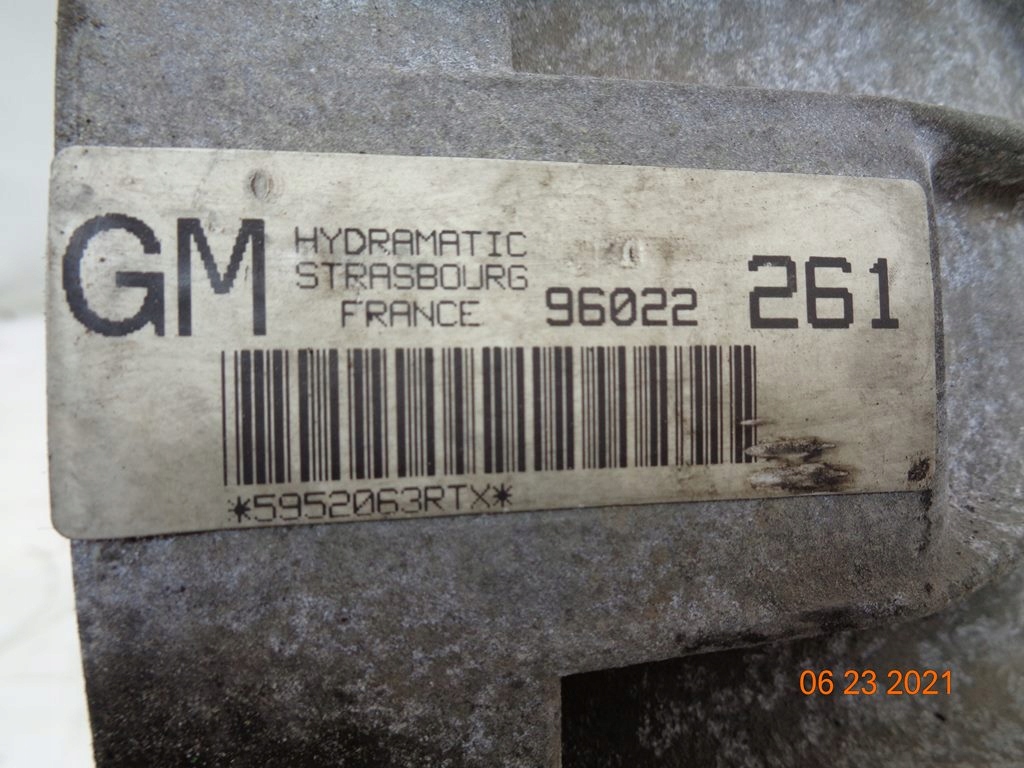 GM HYDRAMATIC
STRASBOURG
FRANCE 96022 261
*5952063RTX*
06 23 2021